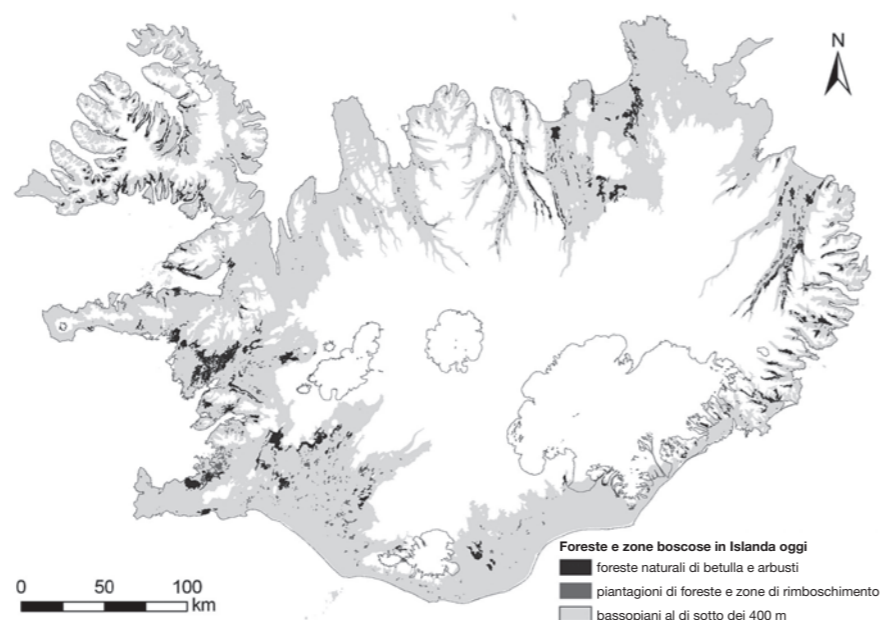 N
Foreste e zone boscose in Islanda oggi
foreste naturali di betulla e arbusti
piantagioni di foreste e zone di rimboschimento
bassopiani al di sotto dei 400 m
0 50 100
km